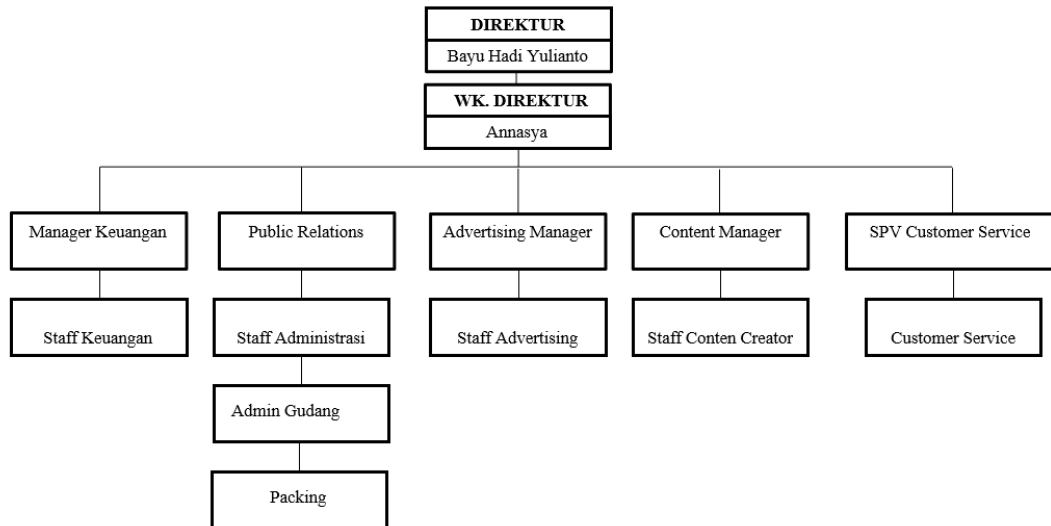 DIREKTUR
Bayu Hadi Yulianto
WK. DIREKTUR
Annasya
Manager Keuangan
Public Relations
Advertising Manager
Content Manager
SPV Customer Service
Staff Keuangan
Staff Administrasi
Staff Advertising
Staff Conten Creator
Customer Service
Admin Gudang
Packing